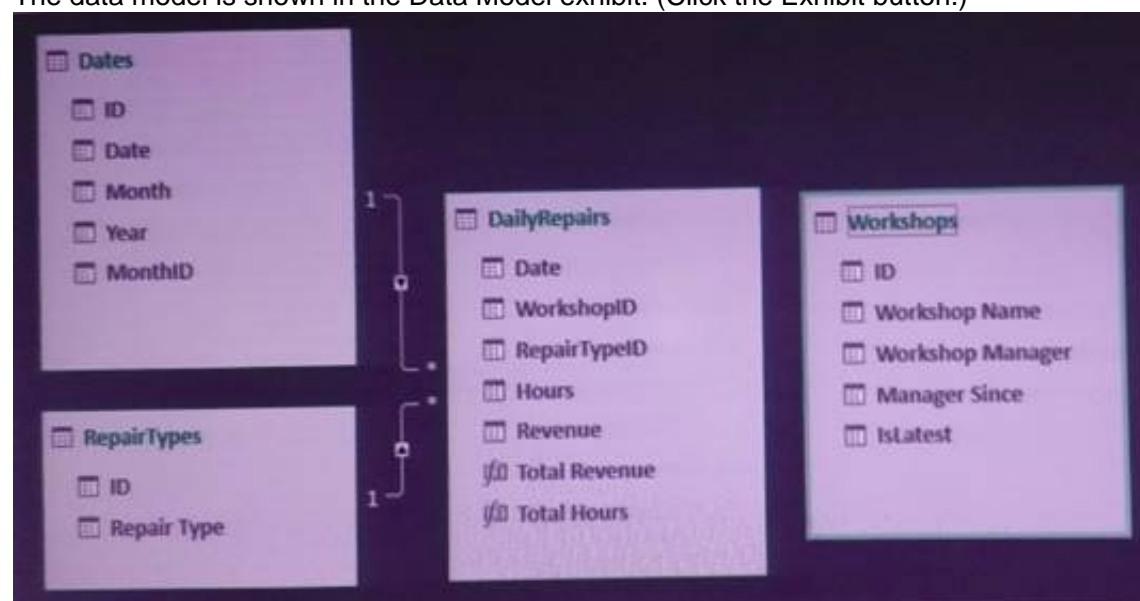 The data model is shown in the Data Model exhibit. (Click the Exhibit button.)
Dates
ID
Date
Month
Year
MonthID
1
*
DailyRepairs
Date
WorkshopID
RepairTypeID
Hours
Revenue
Total Revenue
Total Hours
Workshops
ID
Workshop Name
Workshop Manager
Manager Since
IsLatest
RepairTypes
ID
Repair Type
*
1